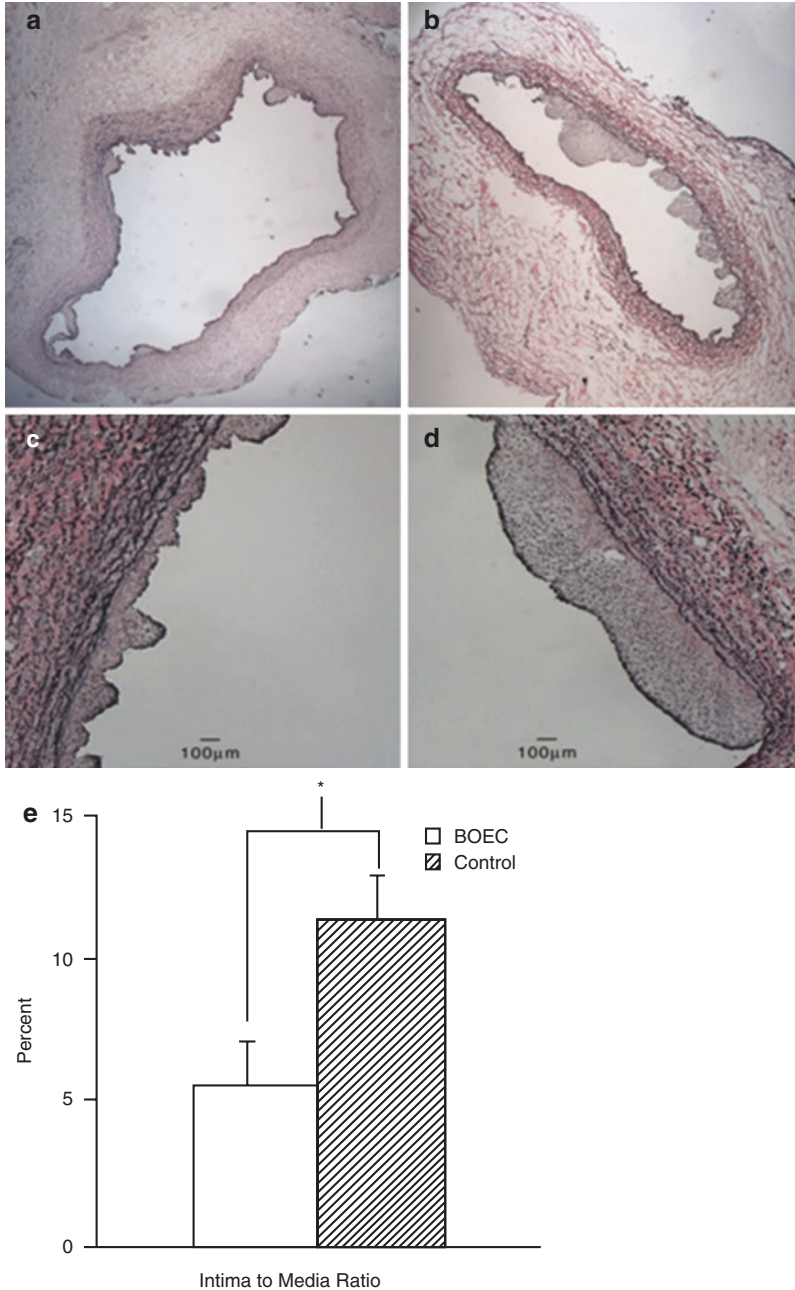 a
b
c
d
100µm
100µm
e
*
15
10
5
0
Percent
BOEC
Control
Intima to Media Ratio